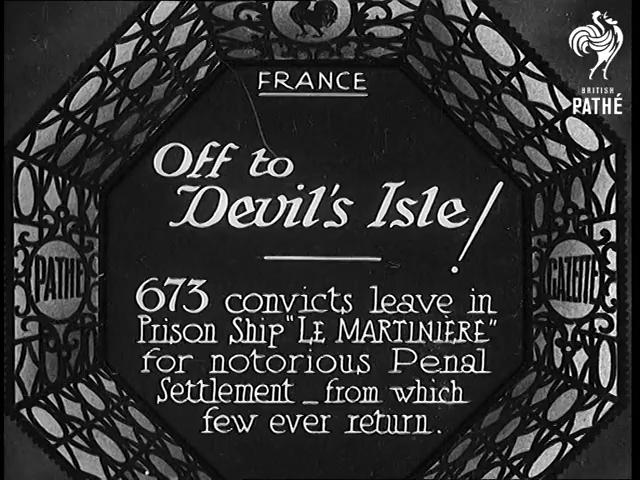 BRITISH
PATHÉ
FRANCE
Off to
Devil's Isle!
PATHE
GAZETTE
673 convicts leave in
Prison Ship "LE MARTINIERE"
for notorious Penal
Settlement _ from which
few ever return.